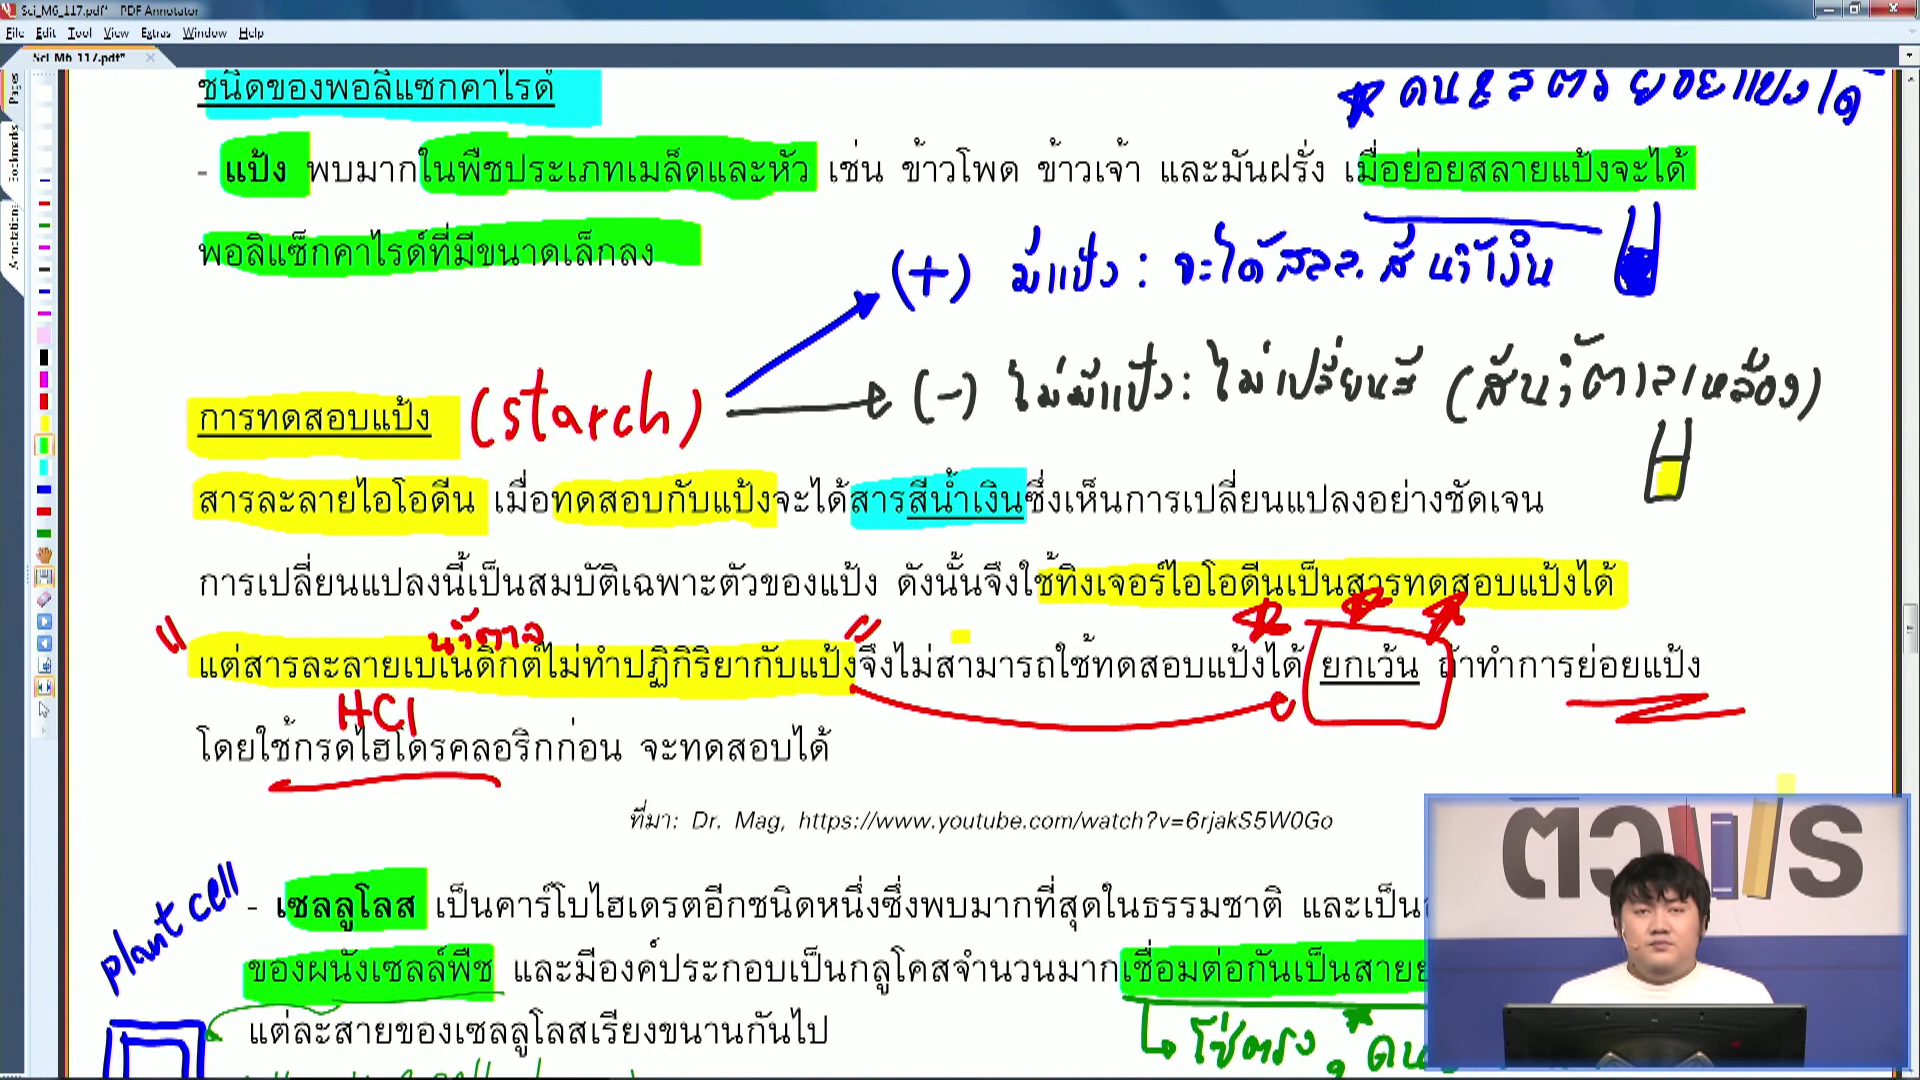 Sci_M6_117.pdf* - PDF Annotator
File Edit Tool View Extras Window Help
Sci_M6_117.pdf*
Pages
Bookmarks
Annotations
ชนิดของพอลิแซกคาไรด์
* คน & สัตว์ ย่อยแป้งได้
- แป้ง พบมากในพืชประเภทเมล็ดและหัว เช่น ข้าวโพด ข้าวเจ้า และมันฝรั่ง เมื่อย่อยสลายแป้งจะได้
พอลิแซ็กคาไรด์ที่มีขนาดเล็กลง
(+) มีแป้ง : จะได้สลล. สีน้ำเงิน
(-) ไม่มีแป้ง : ไม่เปลี่ยนสี (สีน้ำตาลเหลือง)
การทดสอบแป้ง (starch)
สารละลายไอโอดีน เมื่อทดสอบกับแป้งจะได้สารสีน้ำเงินซึ่งเห็นการเปลี่ยนแปลงอย่างชัดเจน
การเปลี่ยนแปลงนี้เป็นสมบัติเฉพาะตัวของแป้ง ดังนั้นจึงใช้ทิงเจอร์ไอโอดีนเป็นสารทดสอบแป้งได้
น้ำตาล
แต่สารละลายเบเนดิกต์ไม่ทำปฏิกิริยากับแป้งจึงไม่สามารถใช้ทดสอบแป้งได้ ยกเว้น ถ้าทำการย่อยแป้ง
HCl
โดยใช้กรดไฮโดรคลอริกก่อน จะทดสอบได้
ที่มา: Dr. Mag, https://www.youtube.com/watch?v=6rjakS5W0Go
ติวฟรี
plant cell
- เซลลูโลส เป็นคาร์โบไฮเดรตอีกชนิดหนึ่งซึ่งพบมากที่สุดในธรรมชาติ และเป็น
ของผนังเซลล์พืช และมีองค์ประกอบเป็นกลูโคสจำนวนมากเชื่อมต่อกันเป็นสาย
แต่ละสายของเซลลูโลสเรียงขนานกันไป
โซ่ตรง * คน